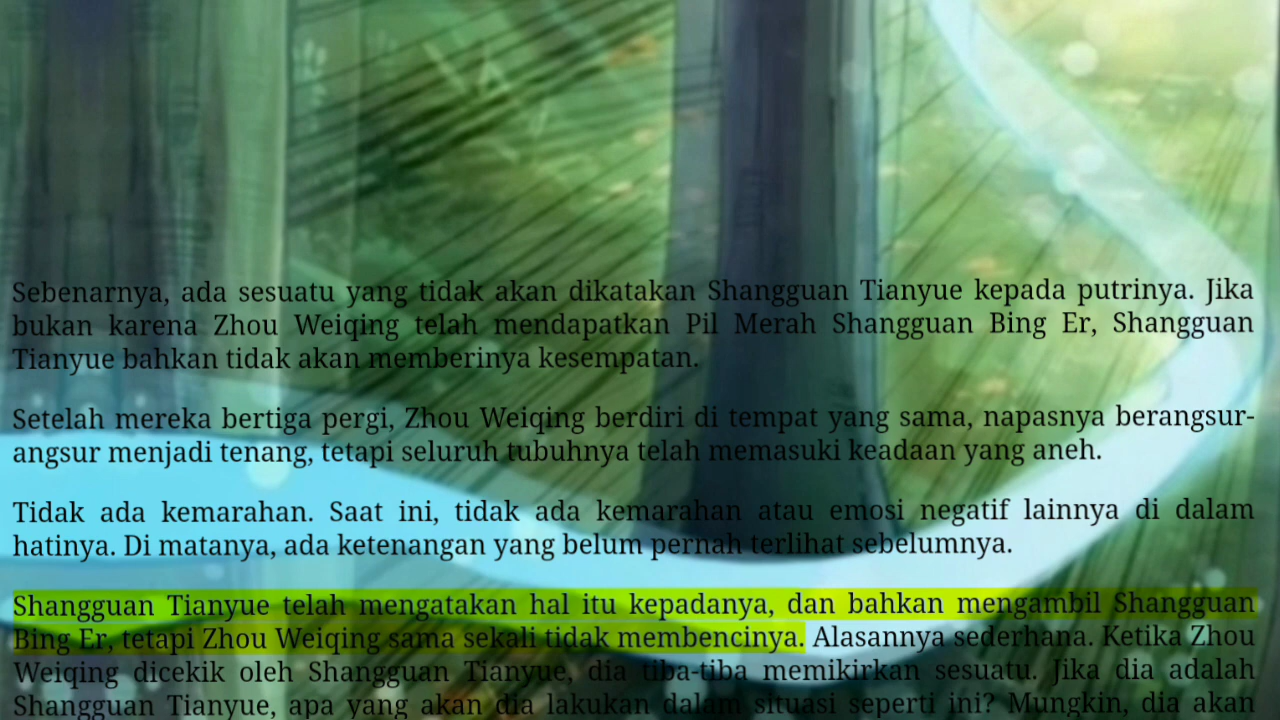 Sebenarnya, ada sesuatu yang tidak akan dikatakan Shangguan Tianyue kepada putrinya. Jika
bukan karena Zhou Weiqing telah mendapatkan Pil Merah Shangguan Bing Er, Shangguan
Tianyue bahkan tidak akan memberinya kesempatan.
Setelah mereka bertiga pergi, Zhou Weiqing berdiri di tempat yang sama, napasnya berangsur-
angsur menjadi tenang, tetapi seluruh tubuhnya telah memasuki keadaan yang aneh.
Tidak ada kemarahan. Saat ini, tidak ada kemarahan atau emosi negatif lainnya di dalam
hatinya. Di matanya, ada ketenangan yang belum pernah terlihat sebelumnya.
Shangguan Tianyue telah mengatakan hal itu kepadanya, dan bahkan mengambil Shangguan
Bing Er, tetapi Zhou Weiqing sama sekali tidak membencinya. Alasannya sederhana. Ketika Zhou
Weiqing dicekik oleh Shangguan Tianyue, dia tiba-tiba memikirkan sesuatu. Jika dia adalah
Shangguan Tianyue, apa yang akan dia lakukan dalam situasi seperti ini? Mungkin, dia akan